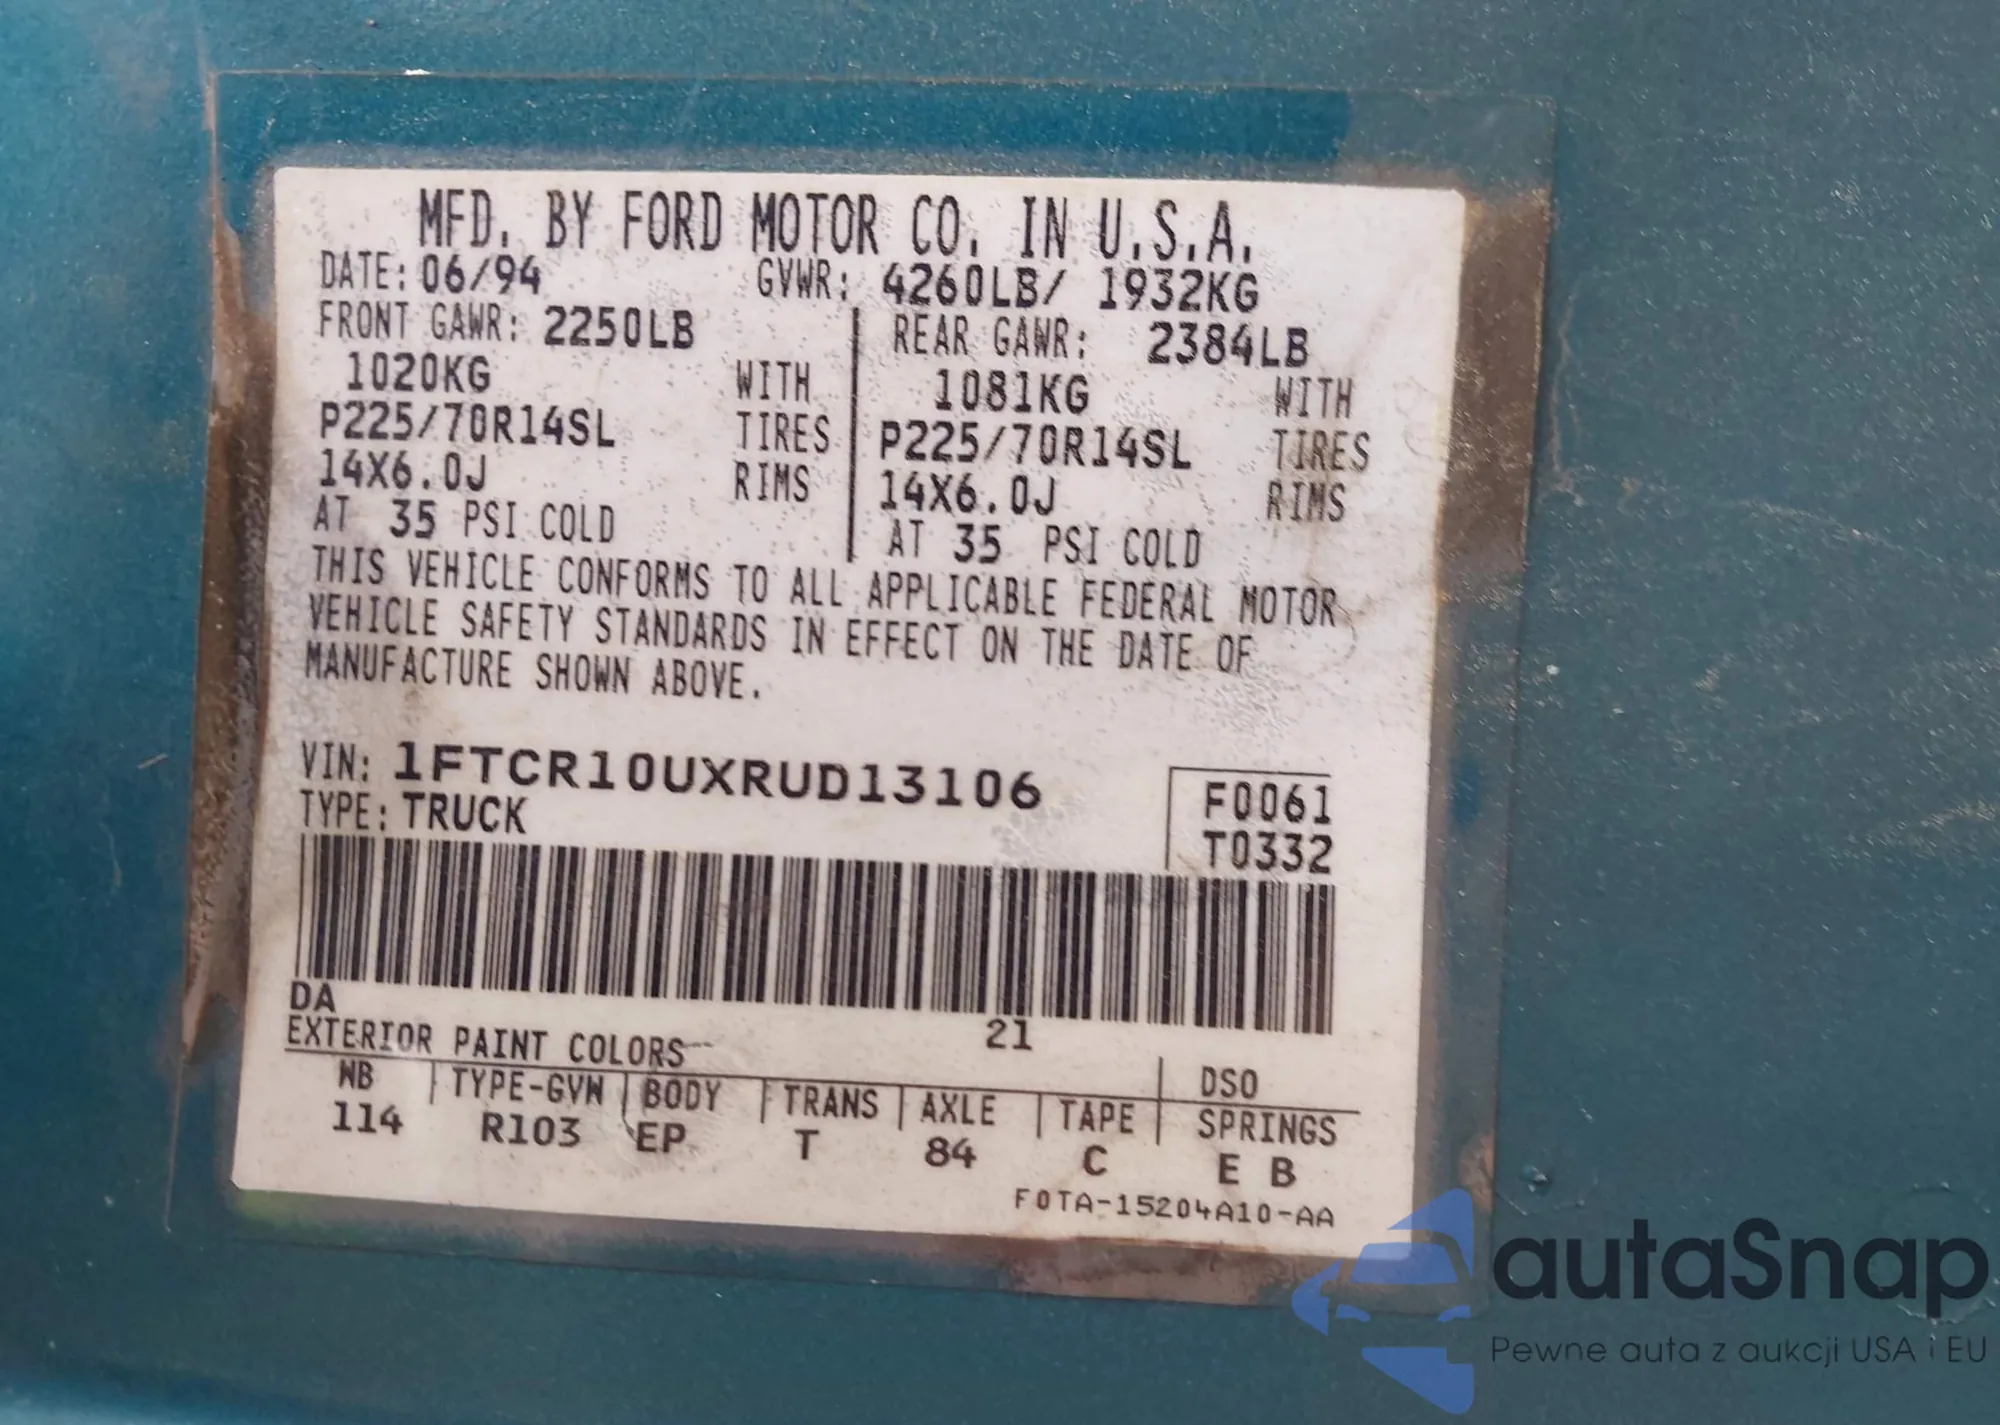 MFD. BY FORD MOTOR CO. IN U.S.A.
DATE: 06/94 GVWR: 4260LB/ 1932KG
FRONT GAWR: 2250LB REAR GAWR: 2384LB
1020KG WITH 1081KG WITH
P225/70R14SL TIRES P225/70R14SL TIRES
14X6.0J RIMS 14X6.0J RIMS
AT 35 PSI COLD AT 35 PSI COLD
THIS VEHICLE CONFORMS TO ALL APPLICABLE FEDERAL MOTOR
VEHICLE SAFETY STANDARDS IN EFFECT ON THE DATE OF
MANUFACTURE SHOWN ABOVE.
VIN: 1FTCR10UXRUD13106 F0061
TYPE: TRUCK T0332
DA
EXTERIOR PAINT COLORS 21
WB TYPE-GVW BODY TRANS AXLE TAPE DSO
SPRINGS
114 R103 EP T 84 C E B
F0TA-15204A10-AA
autaSnap
Pewne auta z aukcji USA i EU